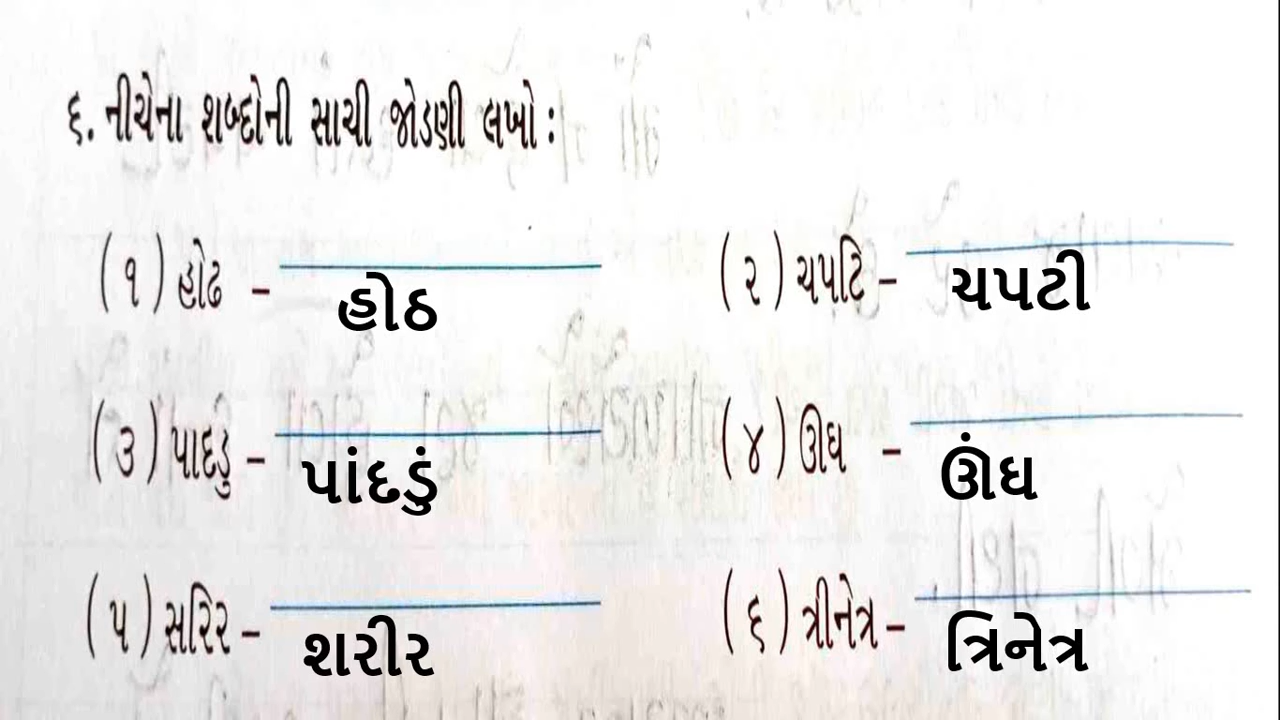 ૬. નીચેના શબ્દોની સાચી જોડણી લખો :
(૧) હોઢ – હોઠ
(૨) ચપટિ – ચપટી
(૩) પાદડુ – પાંદડું
(૪) ઊઘ – ઊંઘ
(૫) સરિર – શરીર
(૬) ત્રીનેત્ર – ત્રિનેત્ર